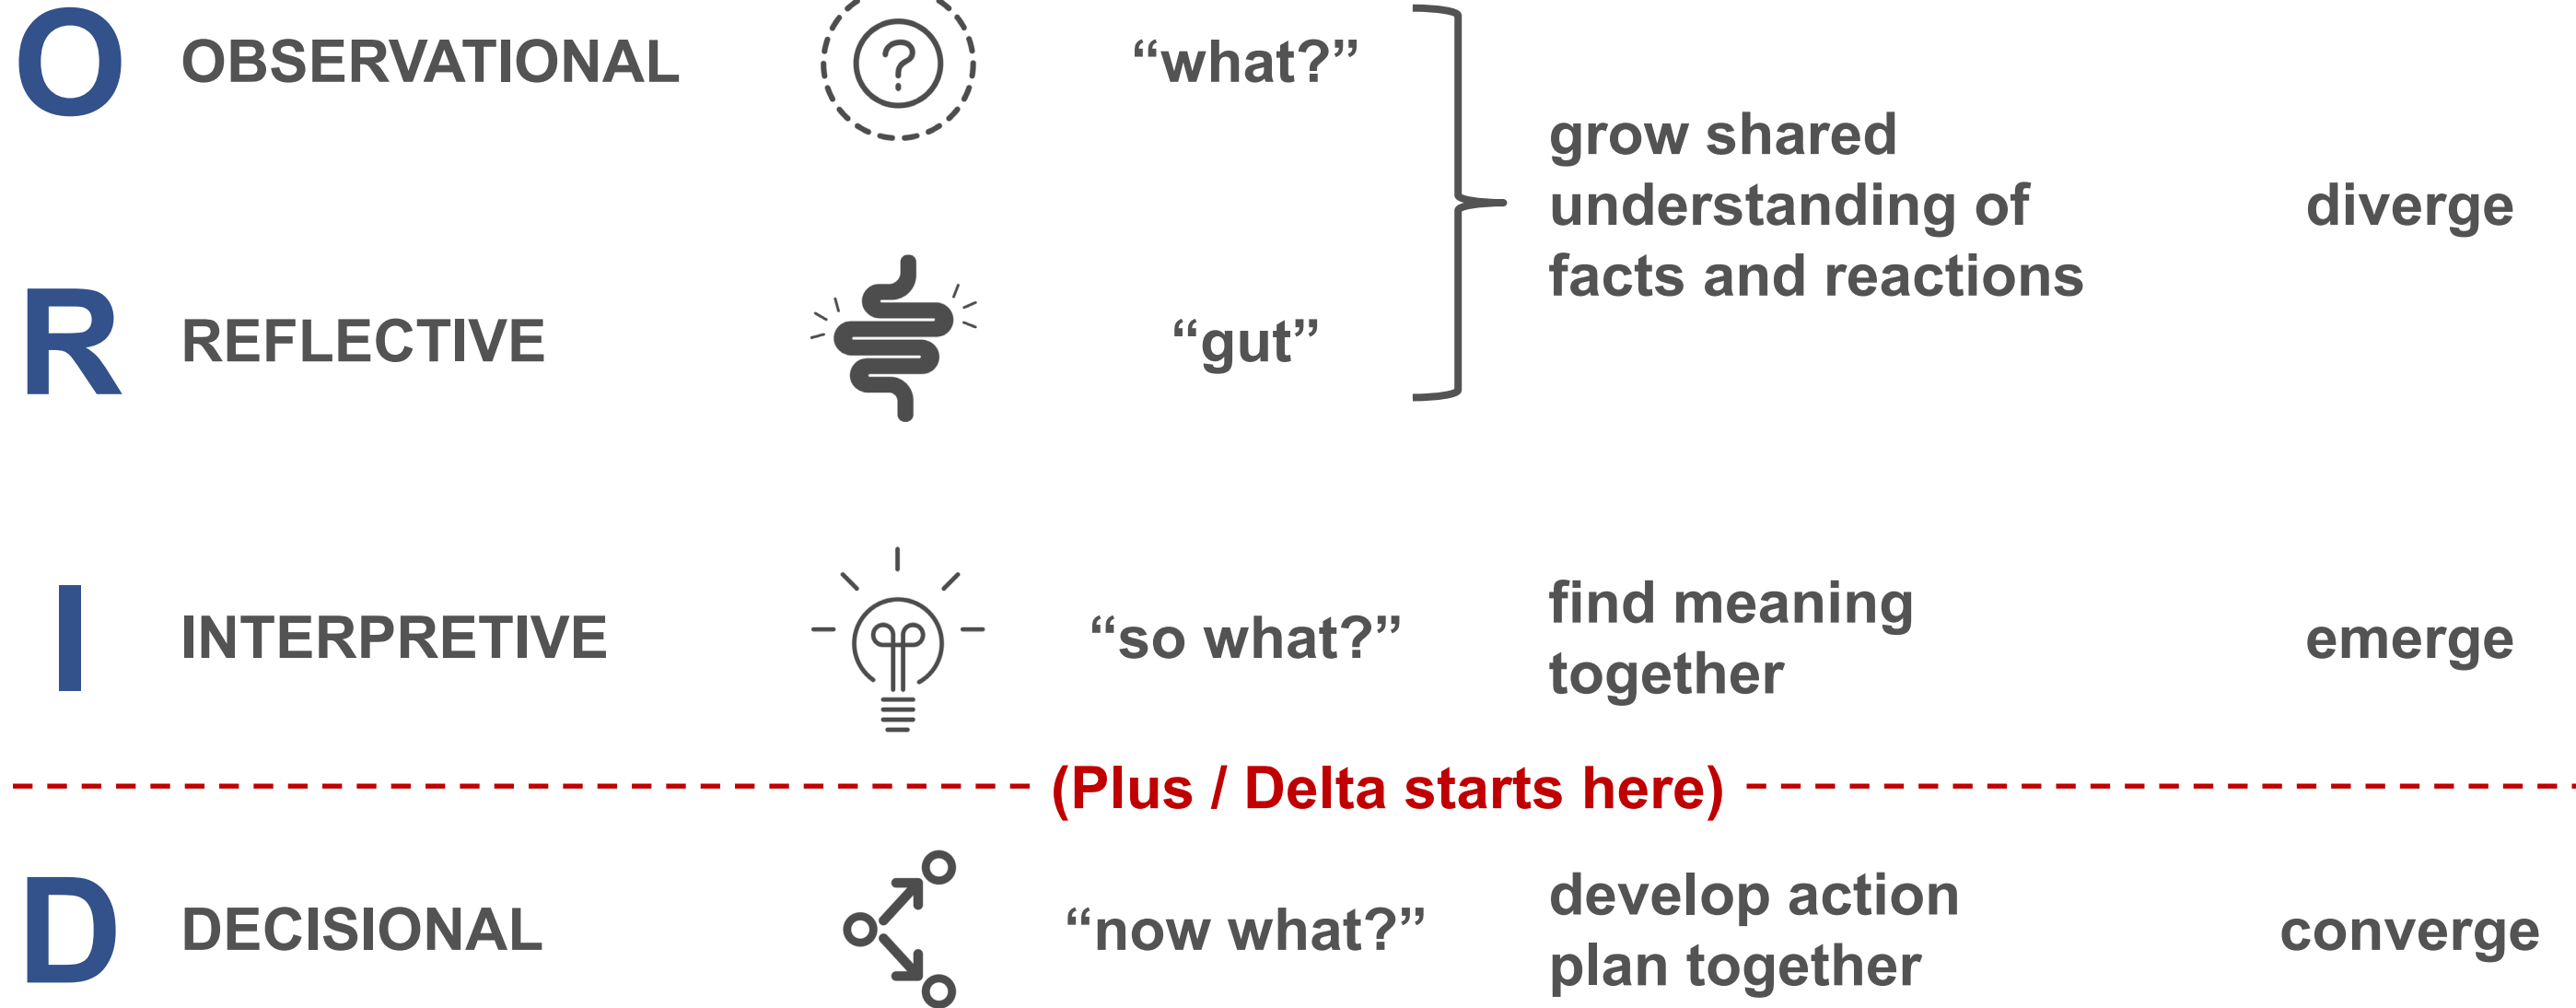 O OBSERVATIONAL ? “what?”
grow shared
understanding of
facts and reactions
diverge
R REFLECTIVE “gut”
I INTERPRETIVE “so what?”
find meaning
together
emerge
(Plus / Delta starts here)
D DECISIONAL “now what?”
develop action
plan together
converge